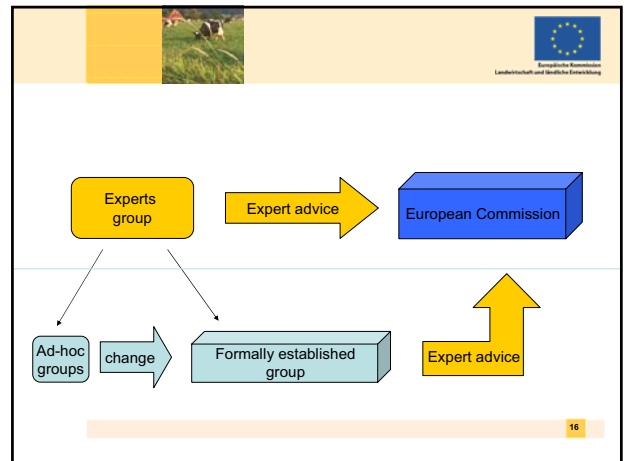 Europäische Kommission
Landwirtschaft und ländliche Entwicklung
Experts
group
Expert advice
European Commission
Ad-hoc
groups
change
Formally established
group
Expert advice
16